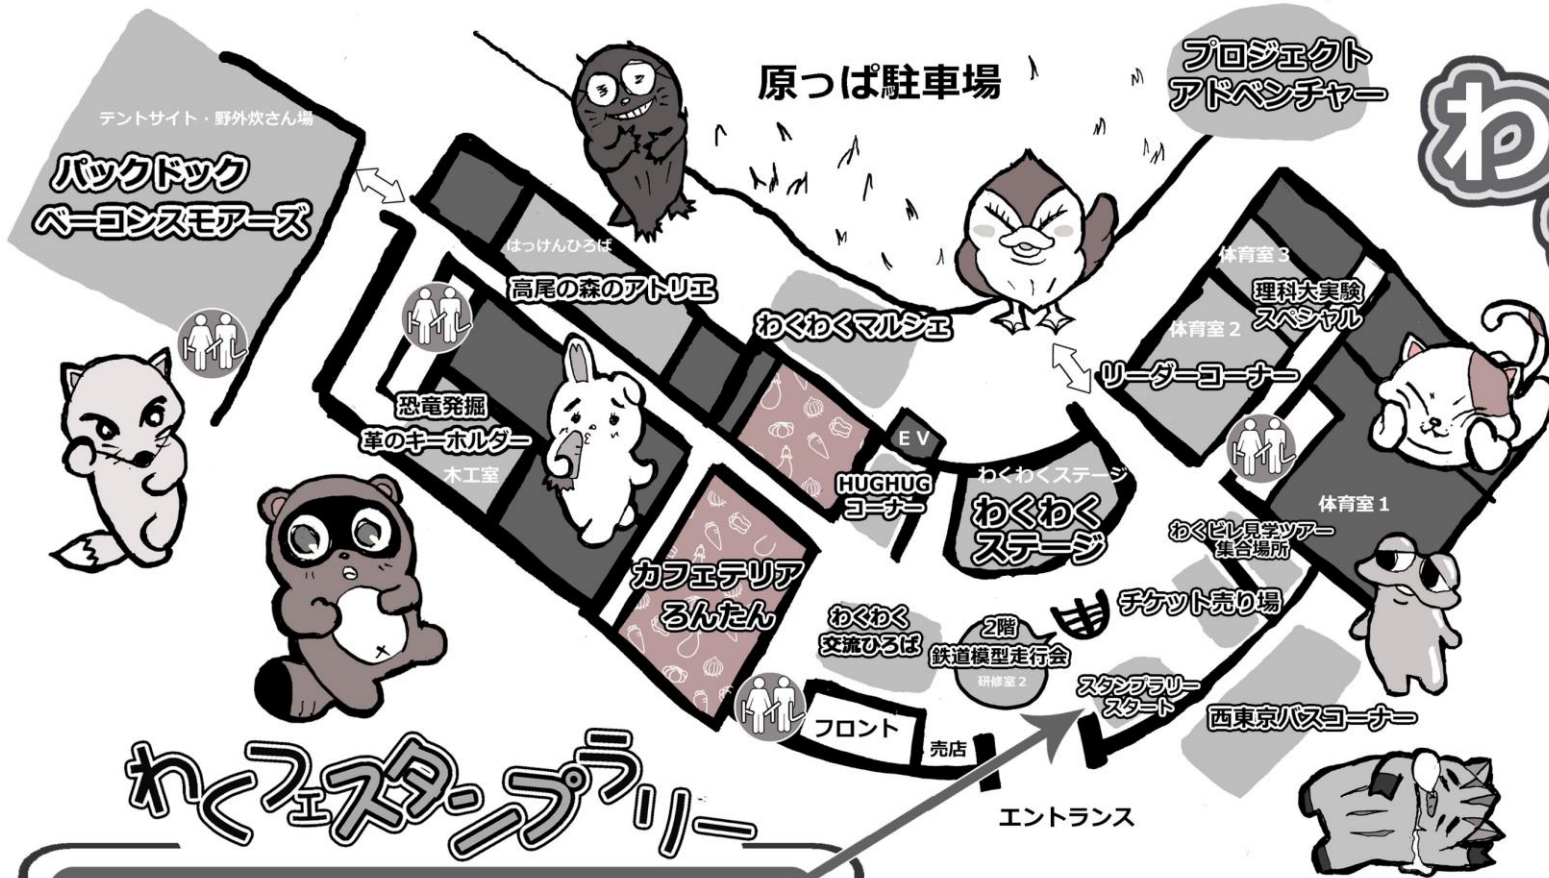 原っぱ駐車場
プロジェクト
アドベンチャー
わ
テントサイト・野外炊さん場
パックドック
ベーコンスモアーズ
はっけんひろば
高尾の森のアトリエ
わくわくマルシェ
体育室3
理科大実験
スペシャル
体育室2
リーダーコーナー
恐竜発掘
革のキーホルダー
木工室
EV
HUGHUG
コーナー
わくわくステージ
わくわく
ステージ
体育室1
わくビレ見学ツアー
集合場所
カフェテリア
ろんたん
わくわく
交流ひろば
2階
鉄道模型走行会
研修室2
チケット売り場
スタンプラリー
スタート
西東京バスコーナー
フロント
売店
エントランス
わくフェスタンプラリー